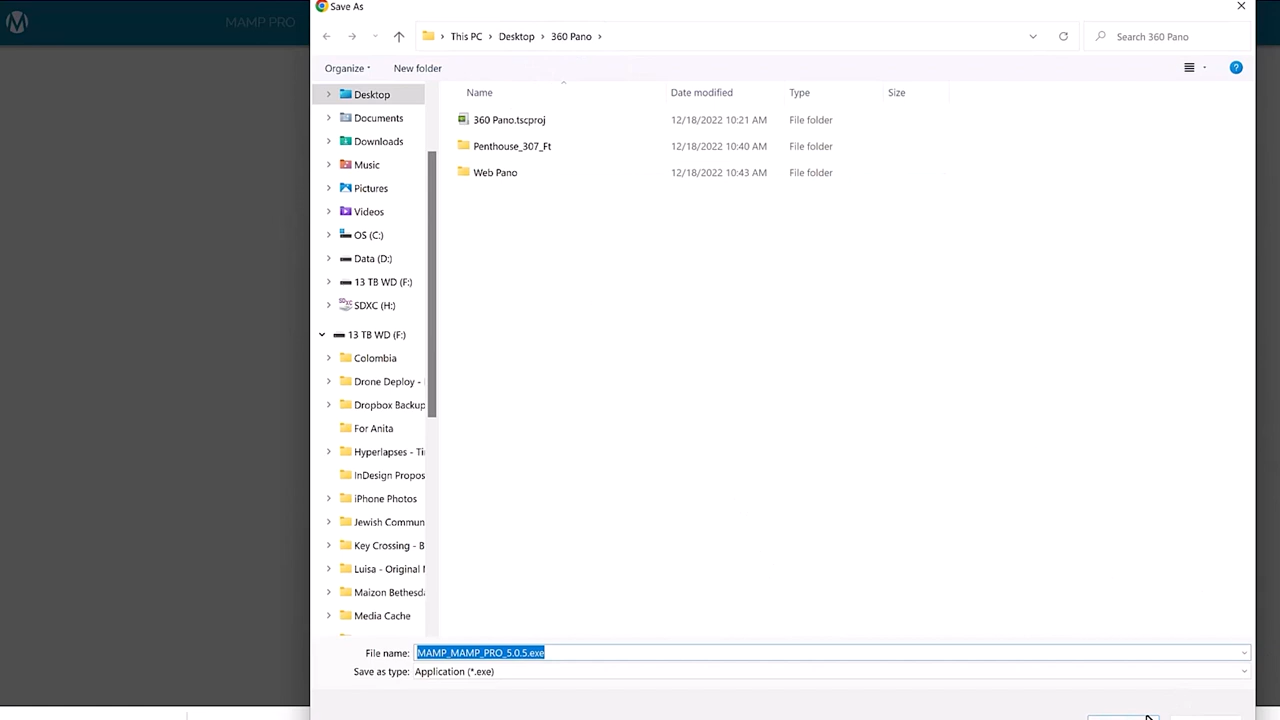 Save As
MAMP PRO
This PC
Desktop
360 Pano
Search 360 Pano
Organize
New folder
Name
Date modified
Type
Size
Desktop
Documents
Downloads
Music
Pictures
Videos
OS (C:)
Data (D:)
13 TB WD (F:)
SDXC (H:)
13 TB WD (F:)
Colombia
Drone Deploy -
Dropbox Backup
For Anita
Hyperlapses - Ti
InDesign Propos
iPhone Photos
Jewish Commun
Key Crossing - B
Luisa - Original
Maizon Bethesda
Media Cache
360 Pano.tscproj 12/18/2022 10:21 AM File folder
Penthouse_307_Ft 12/18/2022 10:40 AM File folder
Web Pano 12/18/2022 10:43 AM File folder
File name: MAMP_MAMP_PRO_5.0.5.exe
Save as type: Application (*.exe)